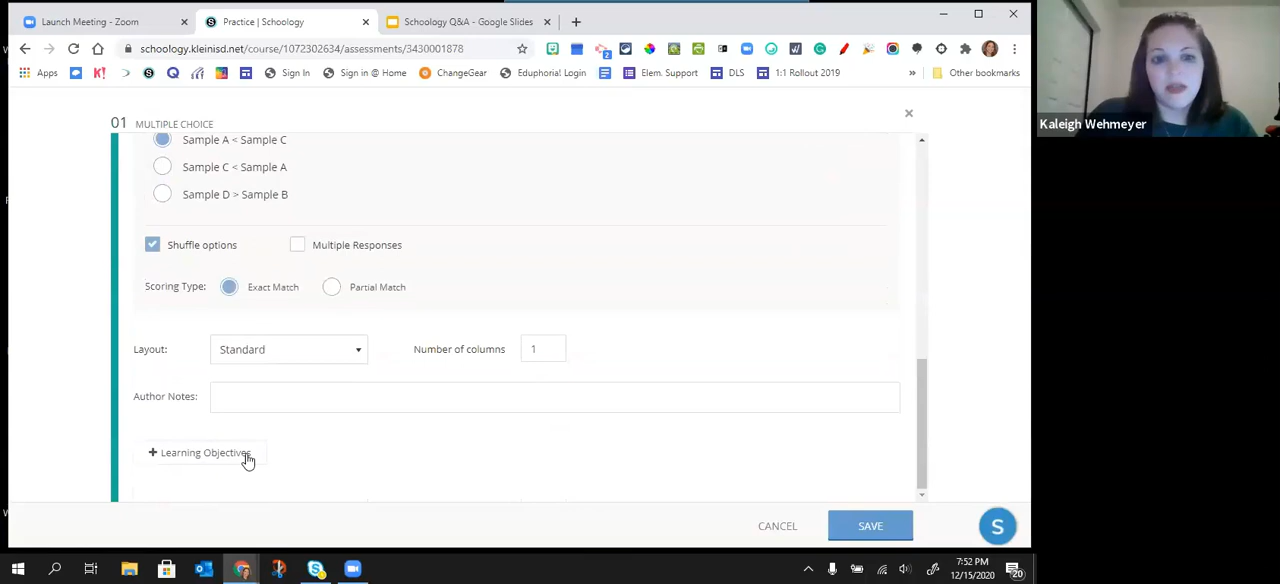 Launch Meeting - Zoom
Practice | Schoology
Schoology Q&A - Google Slides
schoology.kleinisd.net/course/1072302634/assessments/3430001878
Apps
K!
Sign In
Sign in @ Home
ChangeGear
Eduphoria! Login
Elem. Support
DLS
1:1 Rollout 2019
Other bookmarks
Kaleigh Wehmeyer
01 MULTIPLE CHOICE
Sample A < Sample C
Sample C < Sample A
Sample D > Sample B
Shuffle options
Multiple Responses
Scoring Type:
Exact Match
Partial Match
Layout:
Standard
Number of columns
1
Author Notes:
+ Learning Objectives
CANCEL
SAVE
S
7:52 PM
12/15/2020
20